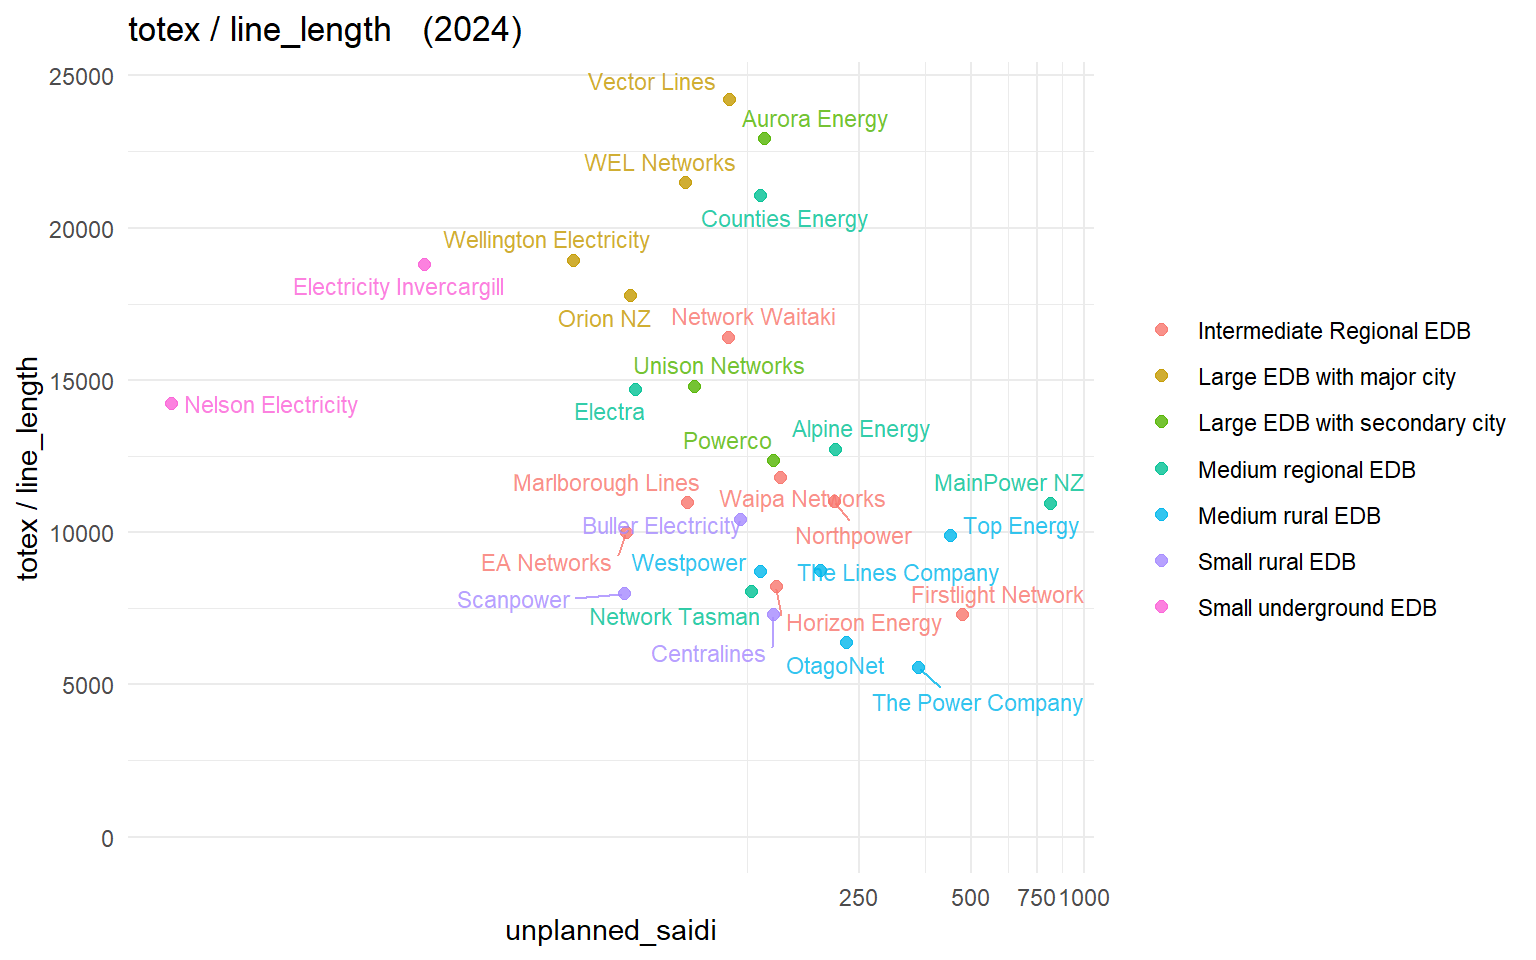 totex / line_length (2024)
25000
Vector Lines
Aurora Energy
WEL Networks
Counties Energy
20000
Wellington Electricity
Electricity Invercargill
Orion NZ
Network Waitaki
Unison Networks
15000
Nelson Electricity
Electra
Alpine Energy
Powerco
Marlborough Lines
MainPower NZ
Waipa Networks
Buller Electricity
Top Energy
10000
Northpower
EA Networks
Westpower
The Lines Company
Firstlight Network
Scanpower
Network Tasman
Horizon Energy
Centralines
OtagoNet
5000
The Power Company
0
250
500
750
1000
unplanned_saidi
totex / line_length
Intermediate Regional EDB
Large EDB with major city
Large EDB with secondary city
Medium regional EDB
Medium rural EDB
Small rural EDB
Small underground EDB